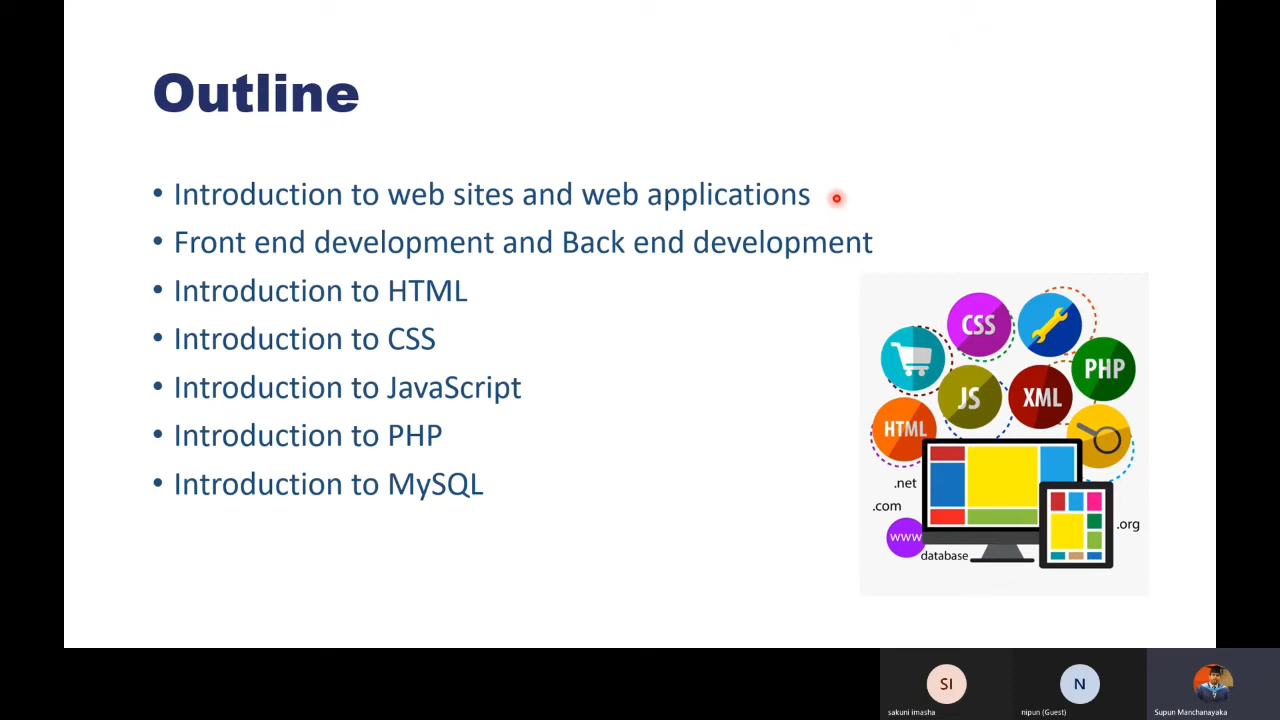 Outline
• Introduction to web sites and web applications
• Front end development and Back end development
• Introduction to HTML
• Introduction to CSS
• Introduction to JavaScript
• Introduction to PHP
• Introduction to MySQL
CSS
PHP
JS
XML
HTML
.net
.com
.org
www
database
SI
N
sakuni imasha
nipun (Guest)
Supun Manchanayaka